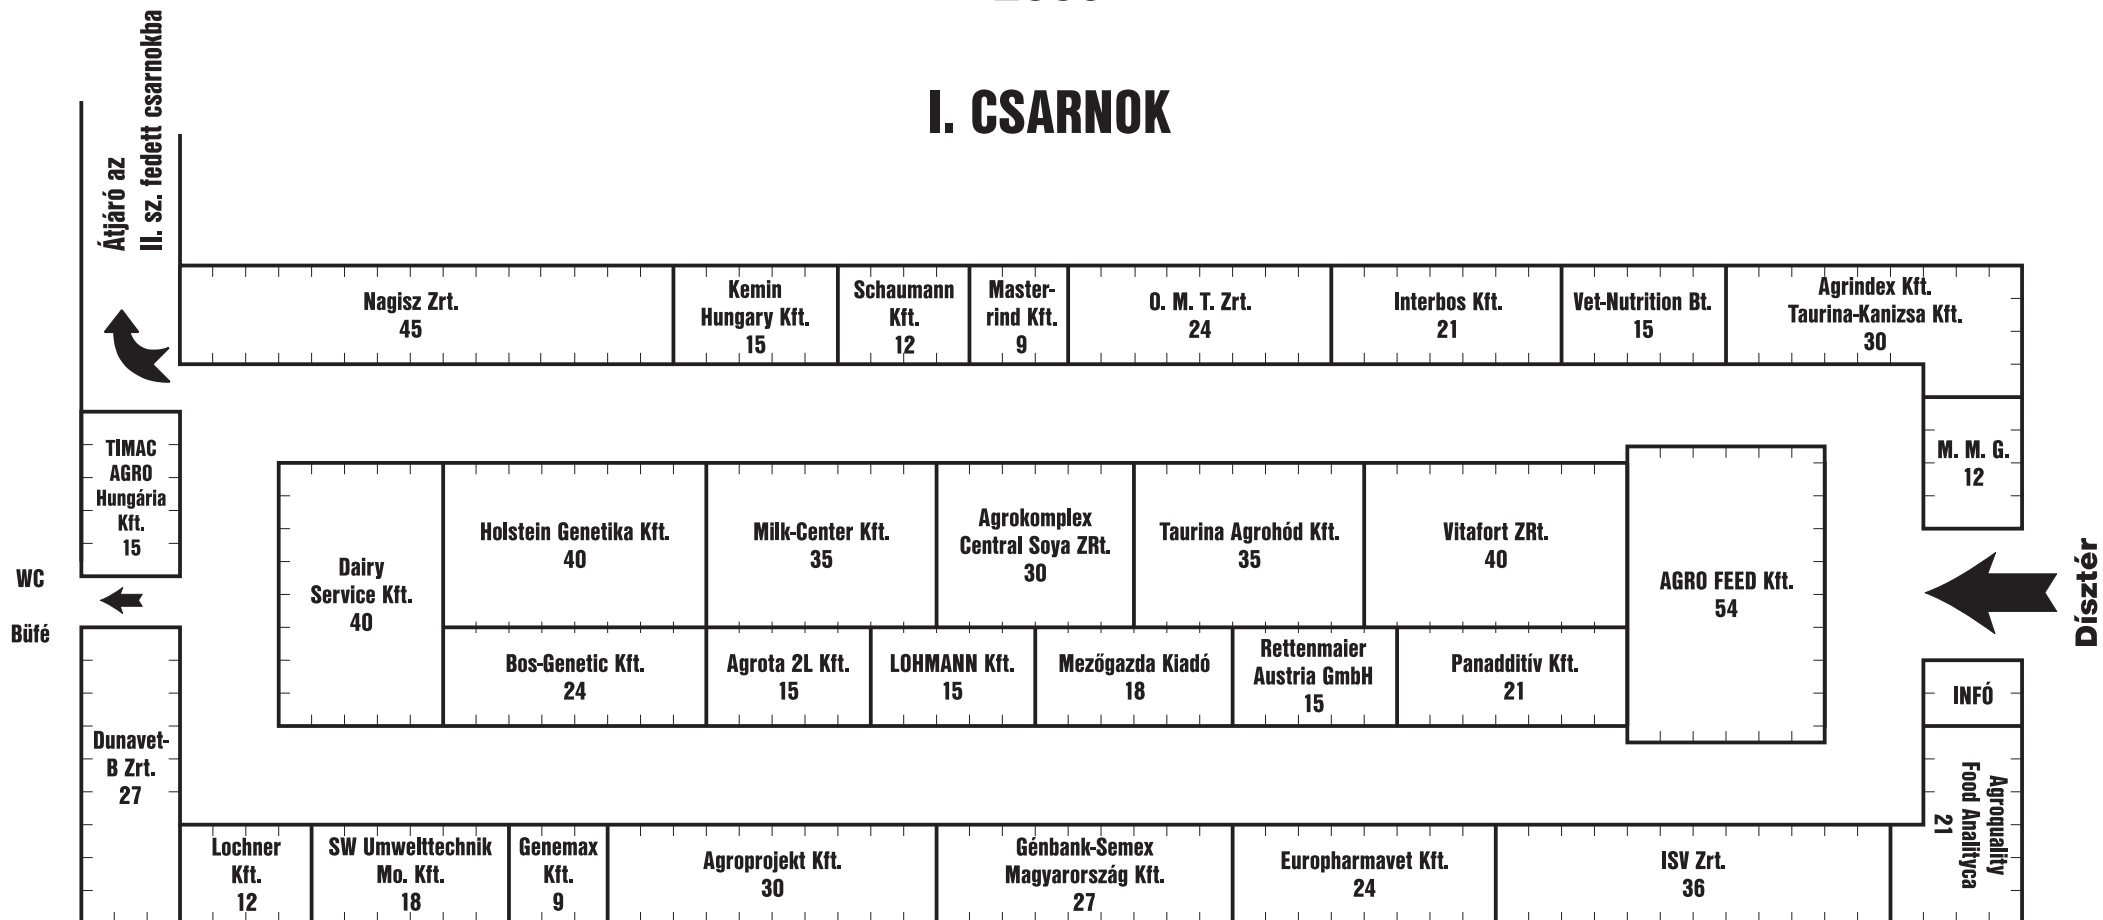 I. CSARNOK
Átjáró az
II. sz. fedett csarnokba
Nagisz Zrt.
45
Kemin
Hungary Kft.
15
Schaumann
Kft.
12
Master-
rind Kft.
9
O. M. T. Zrt.
24
Interbos Kft.
21
Vet-Nutrition Bt.
15
Agrindex Kft.
Taurina-Kanizsa Kft.
30
TIMAC
AGRO
Hungária
Kft.
15
M. M. G.
12
Dairy
Service Kft.
40
Holstein Genetika Kft.
40
Milk-Center Kft.
35
Agrokomplex
Central Soya ZRt.
30
Taurina Agrohód Kft.
35
Vitafort ZRt.
40
AGRO FEED Kft.
54
Dísztér
WC
Büfé
Bos-Genetic Kft.
24
Agrota 2L Kft.
15
LOHMANN Kft.
15
Mezőgazda Kiadó
18
Rettenmaier
Austria GmbH
15
Panadditív Kft.
21
INFÓ
Dunavet-
B Zrt.
27
Agroquality
Food Analityca
21
Lochner
Kft.
12
SW Umwelttechnik
Mo. Kft.
18
Genemax
Kft.
9
Agroprojekt Kft.
30
Génbank-Semex
Magyarország Kft.
27
Europharmavet Kft.
24
ISV Zrt.
36